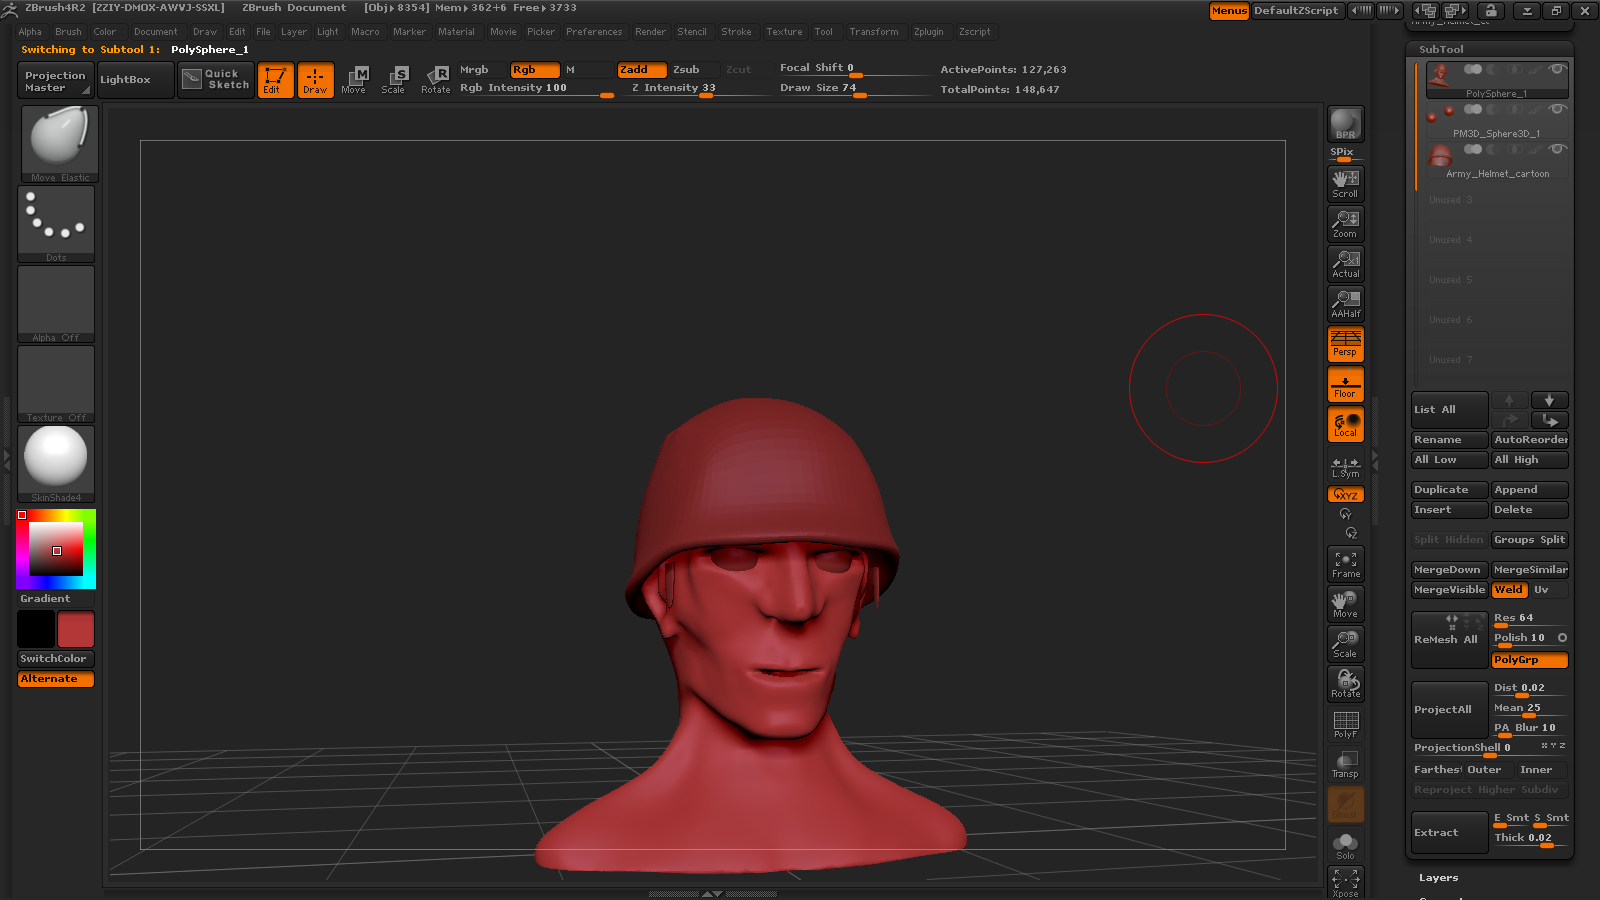 ZBrush4R2 [ZZIY-DMOX-AWVJ-SSXL] ZBrush Document [Obj▸8354] Mem▸362+6 Free▸3733 Menus DefaultZScript
Alpha Brush Color Document Draw Edit File Layer Light Macro Marker Material Movie Picker Preferences Render Stencil Stroke Texture Tool Transform Zplugin Zscript
Switching to Subtool 1: PolySphere_1
Projection Master
LightBox
Quick Sketch
Edit
Draw
Move
Scale
Rotate
Mrgb Rgb M Zadd Zsub Zcut
Rgb Intensity 100 Z Intensity 33
Focal Shift 0
Draw Size 74
ActivePoints: 127,263
TotalPoints: 148,647
Move Elastic
Dots
Alpha Off
Texture Off
SkinShade4
Gradient
SwitchColor
Alternate
BPR
SPix
Scroll
Zoom
Actual
AAHalf
Persp
Floor
Local
L.Sym
XYZ
Y
Z
Frame
Move
Scale
Rotate
PolyF
Transp
Solo
Xpose
SubTool
PolySphere_1
PM3D_Sphere3D_1
Army_Helmet_cartoon
Unused 3
Unused 4
Unused 5
Unused 6
Unused 7
List All
Rename AutoReorder
All Low All High
Duplicate Append
Insert Delete
Split Hidden Groups Split
MergeDown MergeSimilar
MergeVisible Weld Uv
ReMesh All
Res 64
Polish 10
PolyGrp
ProjectAll
Dist 0.02
Mean 25
PA Blur 10
ProjectionShell 0 X Y Z
Farthest Outer Inner
Reproject Higher Subdiv
Extract
E Smt S Smt
Thick 0.02
Layers